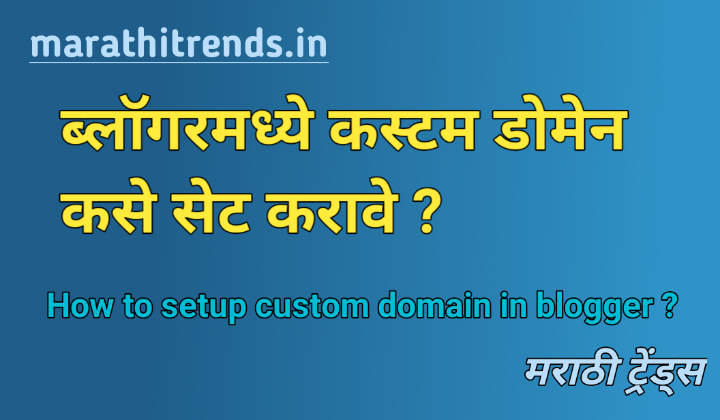 marathitrends.in
ब्लॉगरमध्ये कस्टम डोमेन
कसे सेट करावे ?
How to setup custom domain in blogger ?
मराठी ट्रेंड्स